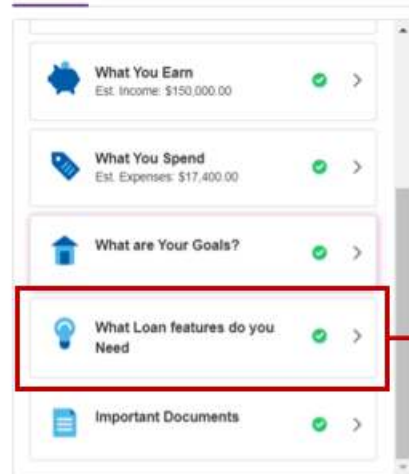 What You Earn
Est. Income: $150,000.00
What You Spend
Est. Expenses: $17,400.00
What are Your Goals?
What Loan features do you
Need
Important Documents